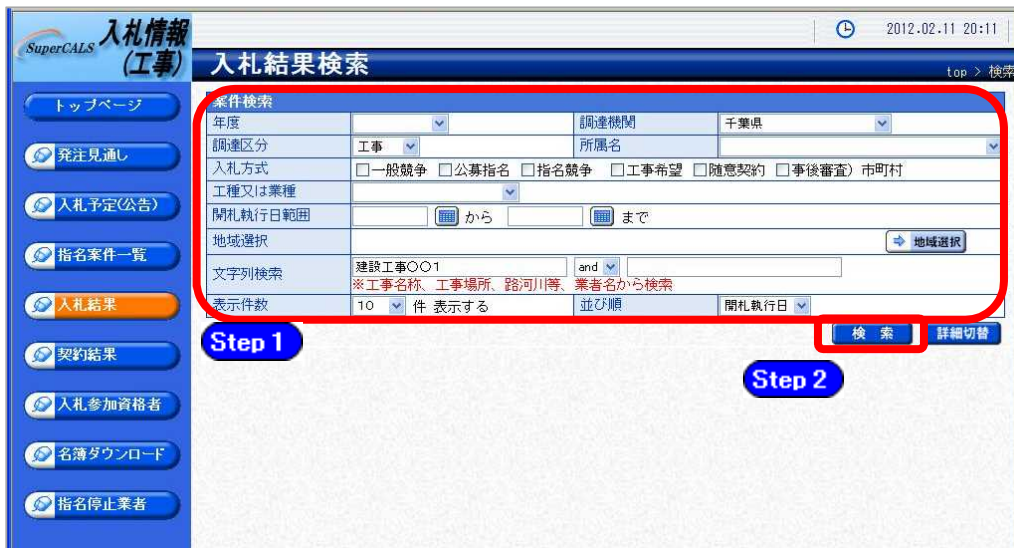 SuperCALS 入札情報
(工事)
2012.02.11 20:11
入札結果検索
top > 検索
トップページ
発注見通し
入札予定(公告)
指名案件一覧
入札結果
契約結果
入札参加資格者
名簿ダウンロード
指名停止業者
案件検索
年度 調達機関 千葉県
調達区分 工事 所属名
入札方式 一般競争 公募指名 指名競争 工事希望 随意契約 事後審査)市町村
工種又は業種
開札執行日範囲 から まで
地域選択 地域選択
文字列検索 建設工事〇〇1 and
※工事名称、工事場所、路河川等、業者名から検索
表示件数 10 件 表示する 並び順 開札執行日
Step 1
検 索 詳細切替
Step 2